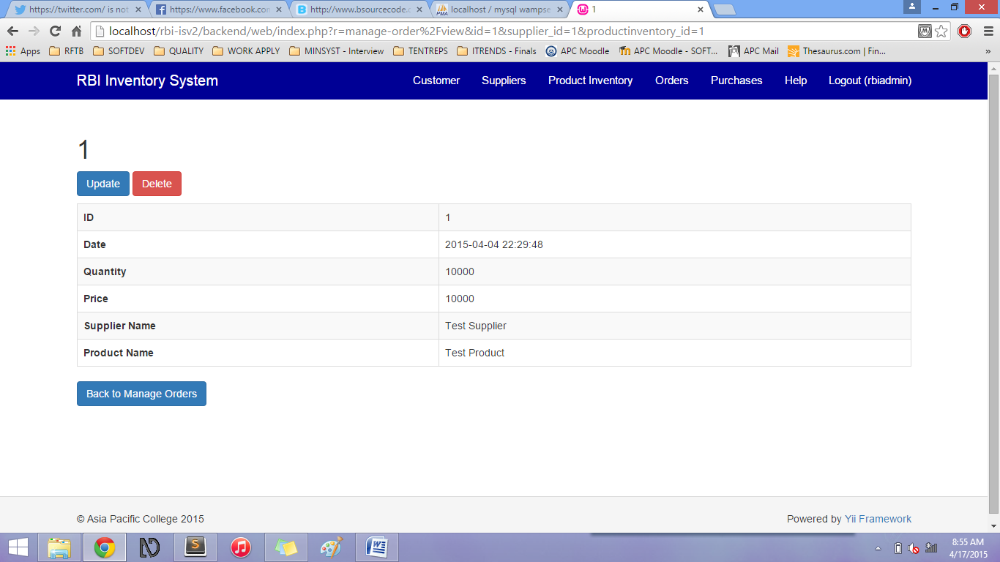 https://twitter.com/ is not
https://www.facebook.con
http://www.bsourcecode.c
localhost / mysql wampse
1
localhost/rbi-isv2/backend/web/index.php?r=manage-order%2Fview&id=1&supplier_id=1&productinventory_id=1
Apps RFTB SOFTDEV QUALITY WORK APPLY MINSYST - Interview TENTREPS ITRENDS - Finals APC Moodle APC Moodle - SOFT... APC Mail Thesaurus.com | Fin... »
RBI Inventory System Customer Suppliers Product Inventory Orders Purchases Help Logout (rbiadmin)
1
Update Delete
ID 1
Date 2015-04-04 22:29:48
Quantity 10000
Price 10000
Supplier Name Test Supplier
Product Name Test Product
Back to Manage Orders
© Asia Pacific College 2015 Powered by Yii Framework
8:55 AM
4/17/2015